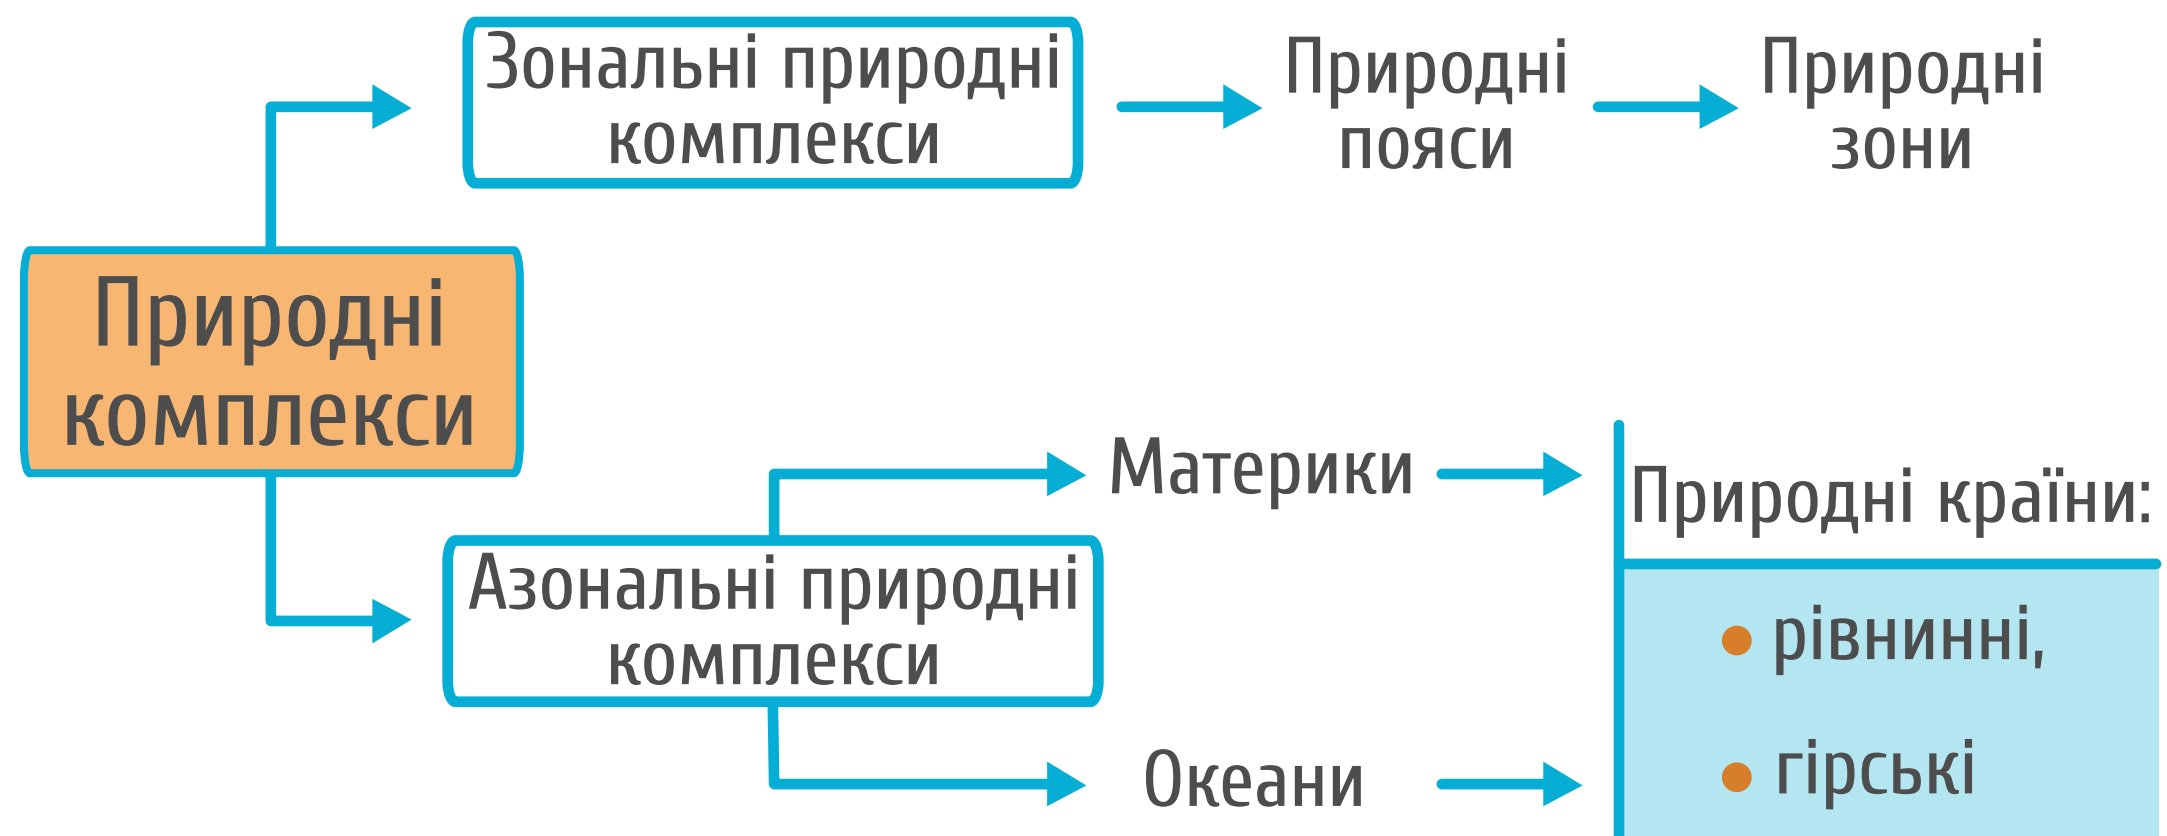 Зональні природні
комплекси
Природні
пояси
Природні
зони
Природні
комплекси
Азональні природні
комплекси
Материки
Океани
Природні країни:
• рівнинні,
• гірські